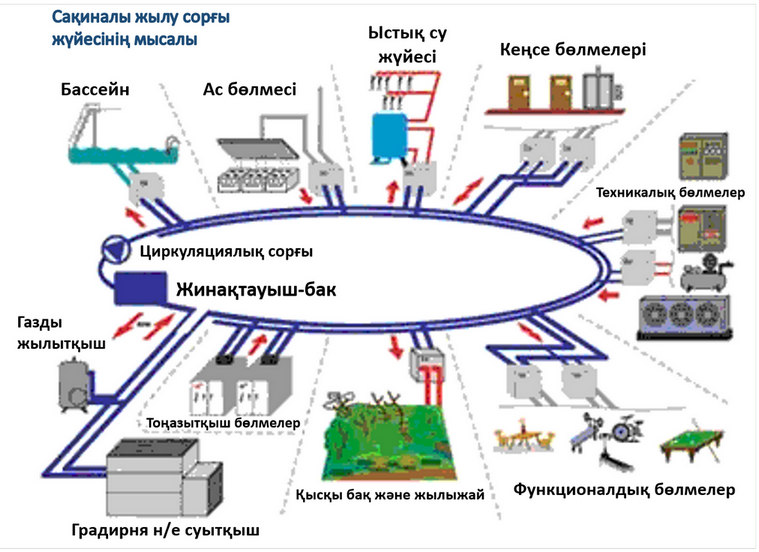 Сақиналы жылу сорғы
жүйесінің мысалы
Ыстық су
жүйесі
Кеңсе бөлмелері
Бассейн
Ас бөлмесі
Техникалық бөлмелер
Циркуляциялық сорғы
Жинақтауыш-бак
Газды
жылытқыш
Тоңазытқыш бөлмелер
Қысқы бақ және жылыжай
Функционалдық бөлмелер
Градирня н/е суытқыш